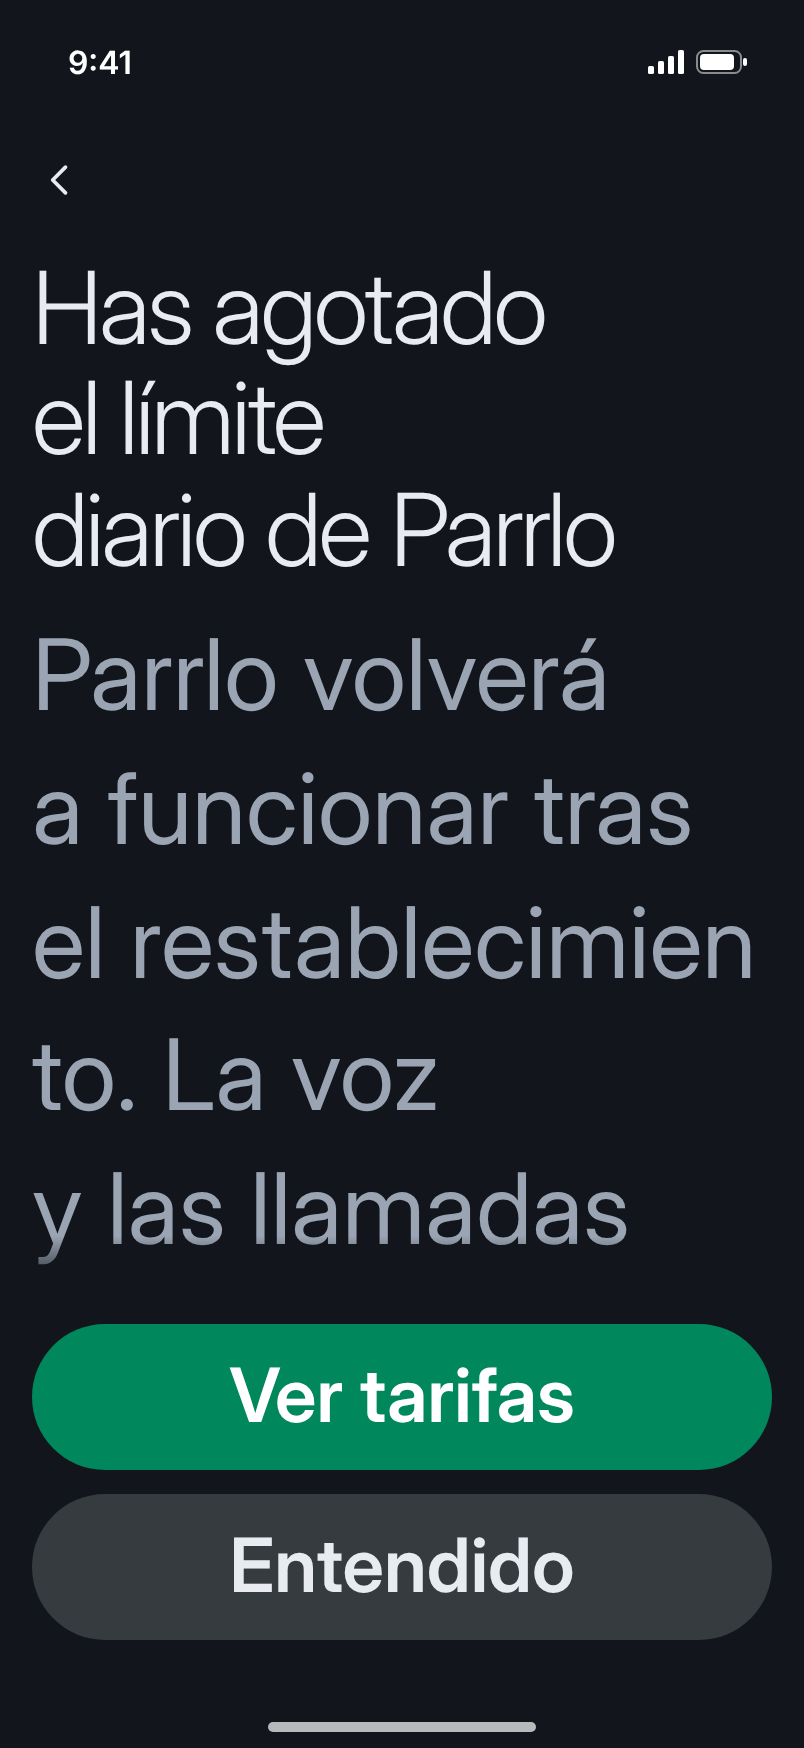 9:41
Has agotado
el límite
diario de Parrlo
Parrlo volverá
a funcionar tras
el restablecimien
to. La voz
y las llamadas
Ver tarifas
Entendido